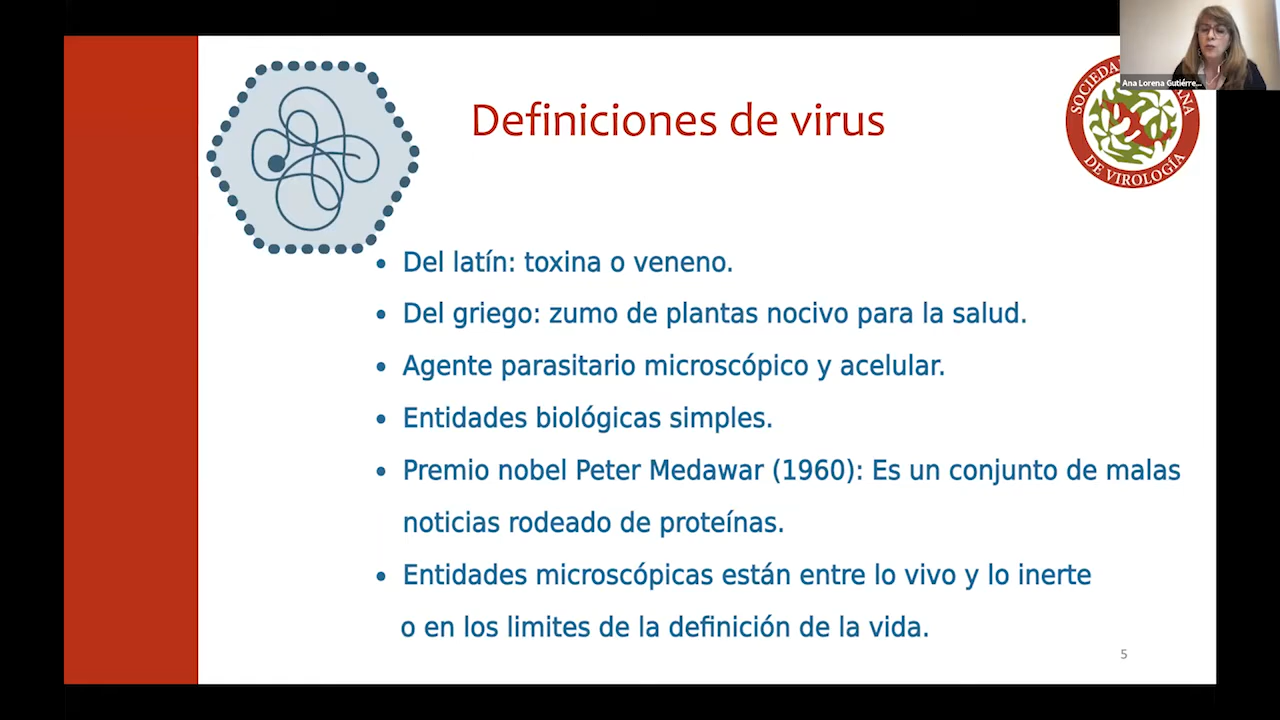 Definiciones de virus
Ana Lorena Gutiérre...
DE VIROLOGÍA
Del latín: toxina o veneno.
Del griego: zumo de plantas nocivo para la salud.
Agente parasitario microscópico y acelular.
Entidades biológicas simples.
Premio nobel Peter Medawar (1960): Es un conjunto de malas
noticias rodeado de proteínas.
Entidades microscópicas están entre lo vivo y lo inerte
o en los limites de la definición de la vida.
5